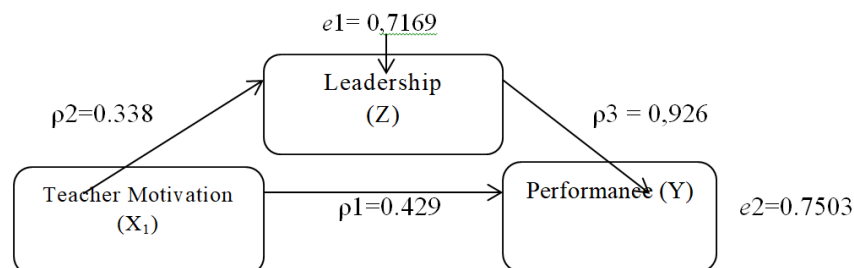 e1= 0,7169
Leadership
(Z)
ρ2=0.338
ρ3 = 0,926
Teacher Motivation
(X₁)
ρ1=0.429
Performance (Y)
e2=0.7503